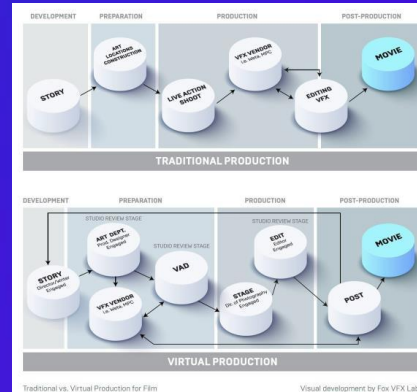 DEVELOPMENT PREPARATION PRODUCTION POST-PRODUCTION
STORY
ART
LOCATIONS
CONSTRUCTION
LIVE ACTION
SHOOT
VFX VENDOR
i.e. Weta, MPC
EDITING
VFX
MOVIE
TRADITIONAL PRODUCTION
DEVELOPMENT PREPARATION PRODUCTION POST-PRODUCTION
STUDIO REVIEW STAGE
STUDIO REVIEW STAGE
STUDIO REVIEW STAGE
STORY
Director/Writer
Engaged
ART DEPT.
Prod. Designer
Engaged
VFX VENDOR
i.e. Weta, MPC
VAD
STAGE
Dir. of Photography
Engaged
EDIT
Editor
Engaged
POST
MOVIE
VIRTUAL PRODUCTION
Traditional vs. Virtual Production for Film
Visual development by Fox VFX Lab